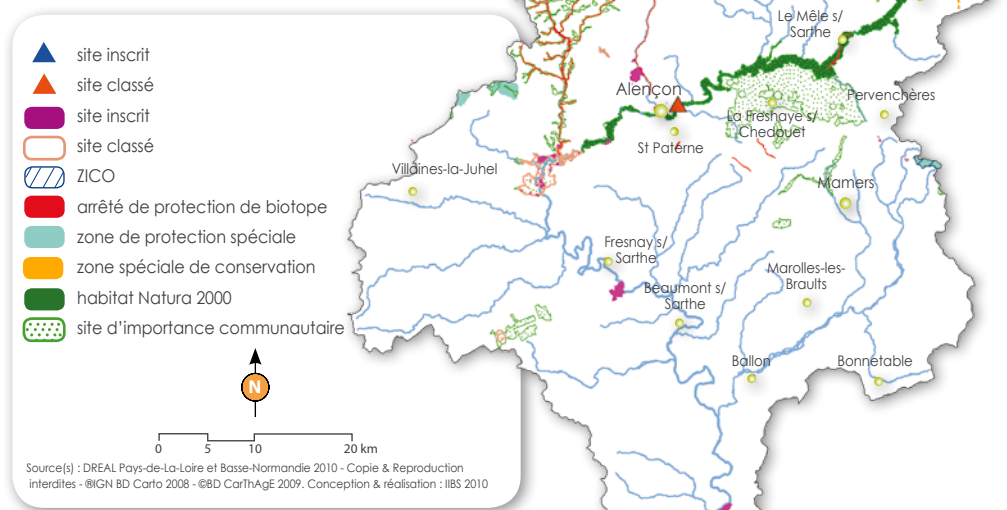 site inscrit
site classé
site inscrit
site classé
ZICO
arrêté de protection de biotope
zone de protection spéciale
zone spéciale de conservation
habitat Natura 2000
site d'importance communautaire
N
0 5 10 20 km
Source(s) : DREAL Pays-de-La-Loire et Basse-Normandie 2010 - Copie & Reproduction
interdites - ®IGN BD Carto 2008 - ©BD CarThAgE 2009. Conception & réalisation : IIBS 2010
Le Mêle s/
Sarthe
Alençon
Pervenchères
La Fresnaye s/
Chedouet
St Paterne
Villaines-la-Juhel
Mamers
Fresnay s/
Sarthe
Marolles-les-
Braults
Beaumont s/
Sarthe
Ballon
Bonnetable